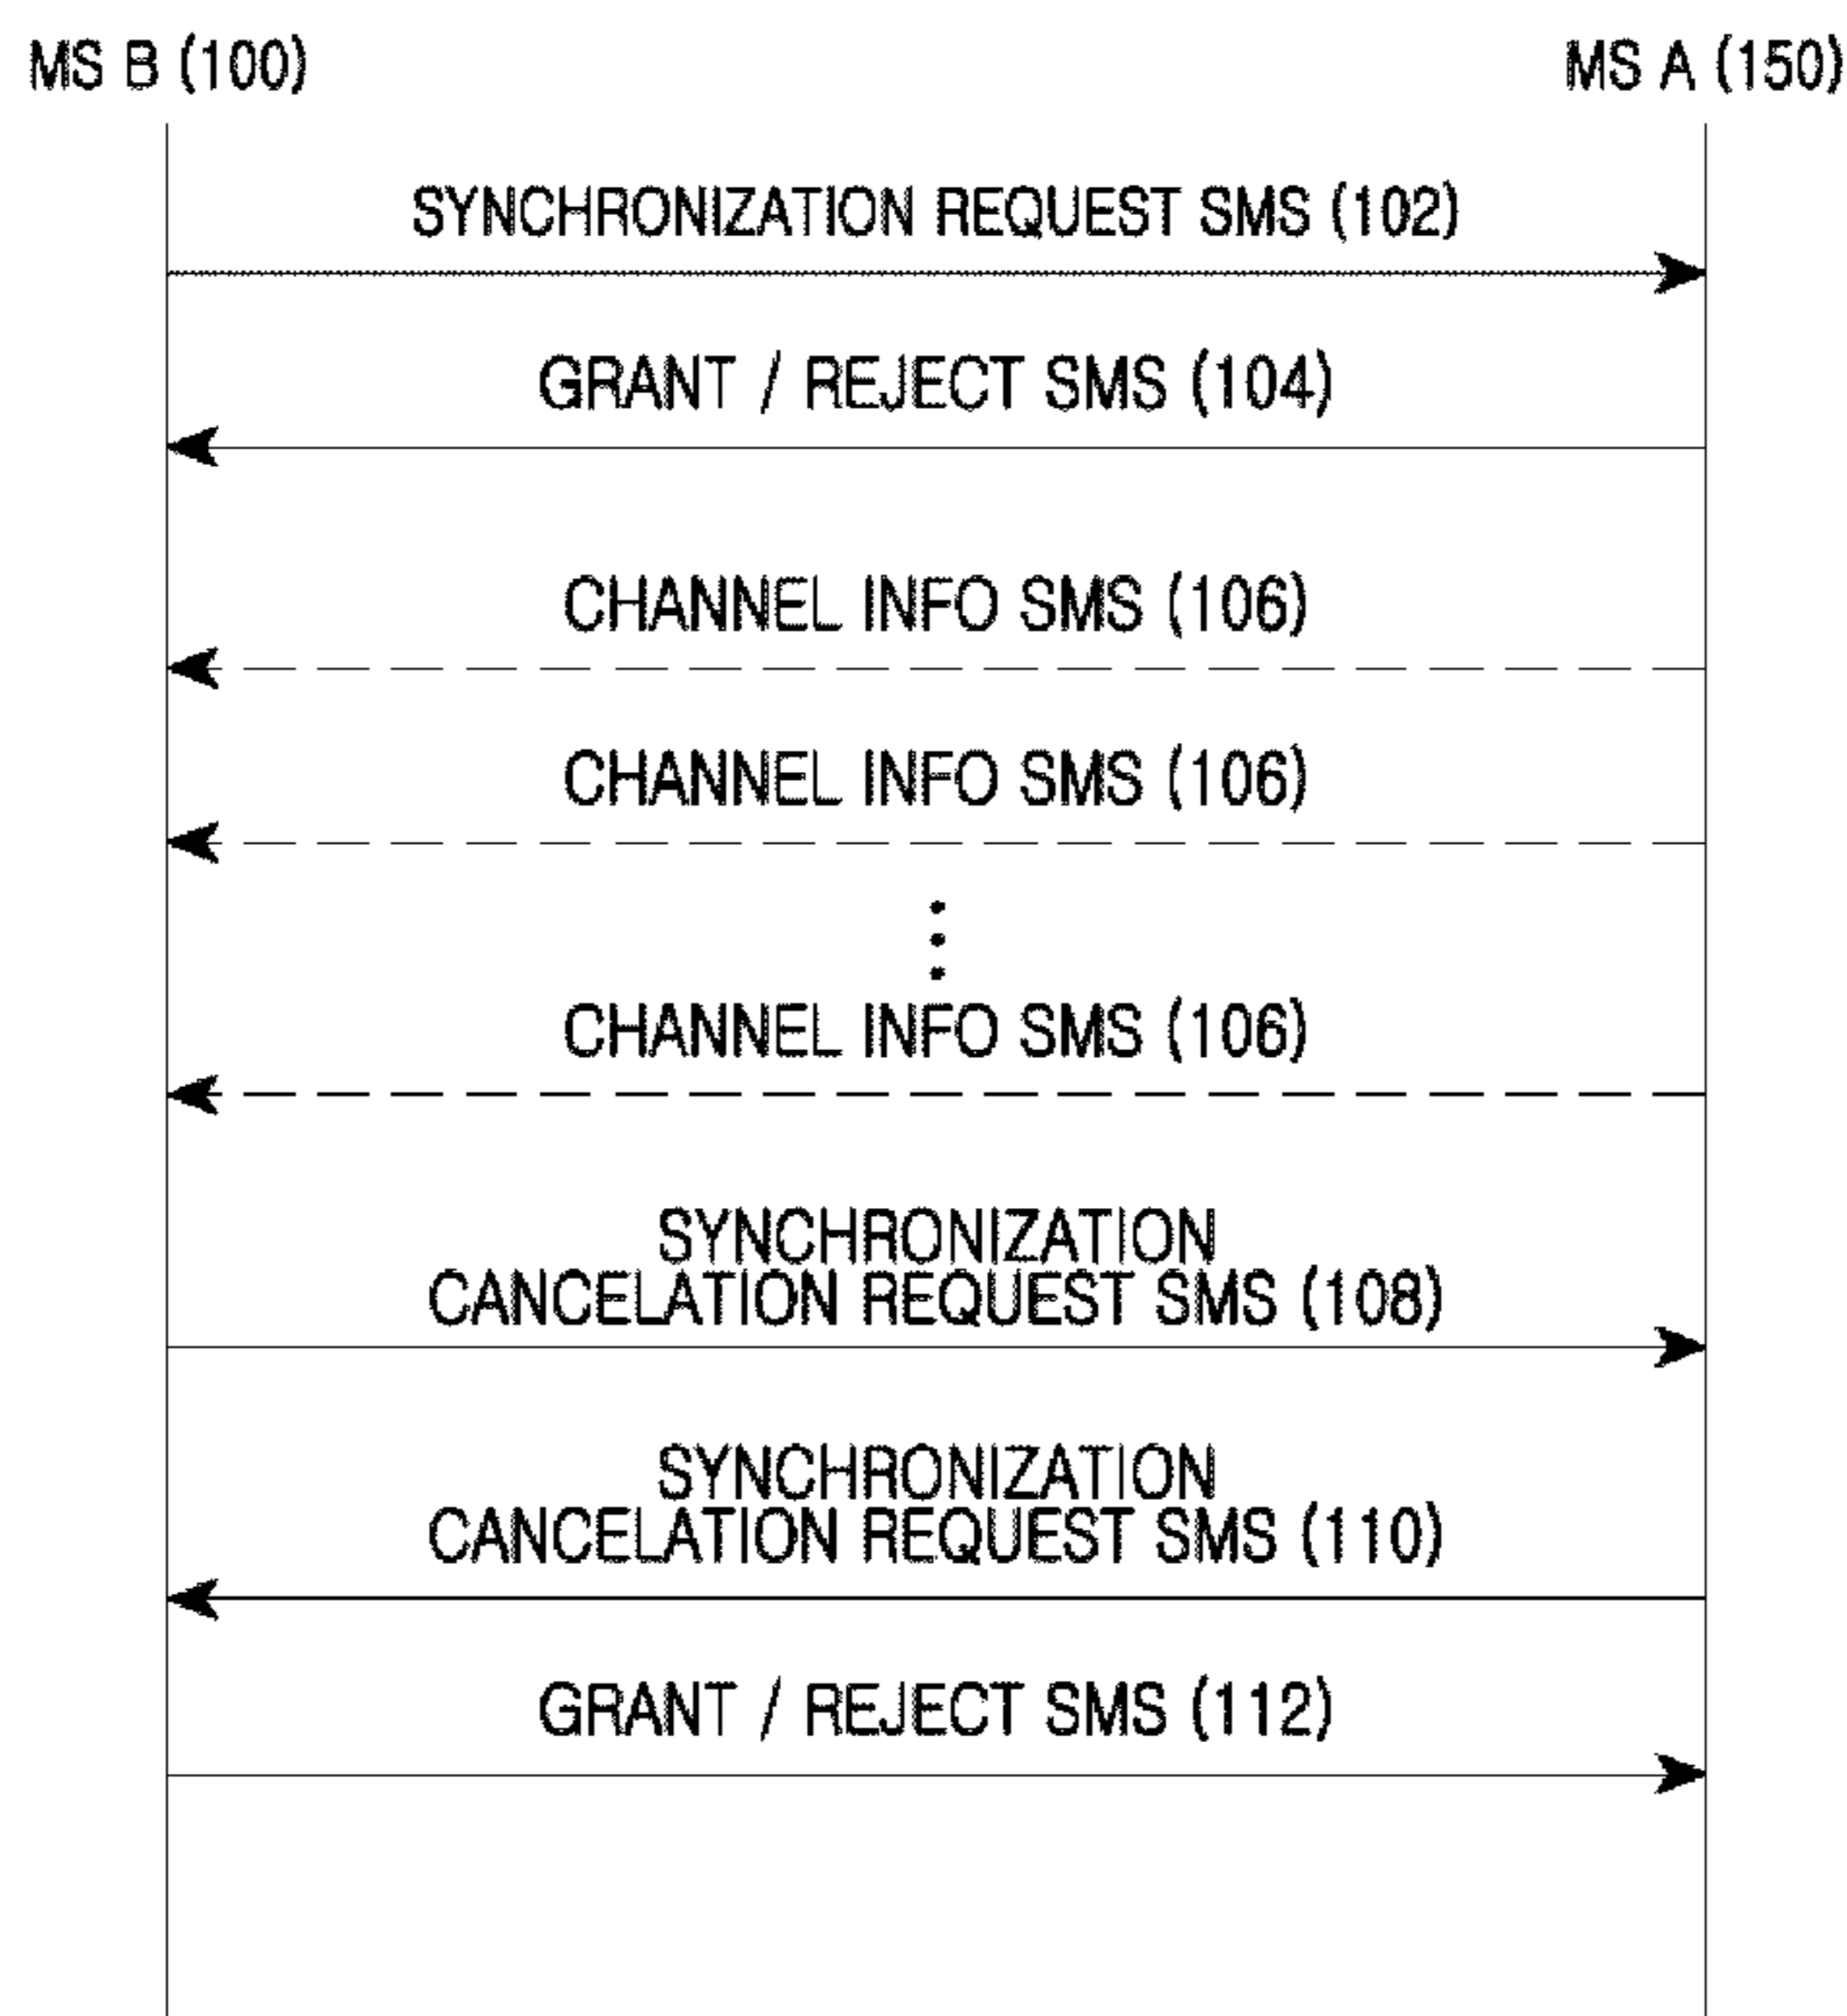 MS B (100)
MS A (150)
SYNCHRONIZATION REQUEST SMS (102)
GRANT / REJECT SMS (104)
CHANNEL INFO SMS (106)
CHANNEL INFO SMS (106)
CHANNEL INFO SMS (106)
SYNCHRONIZATION
CANCELATION REQUEST SMS (108)
SYNCHRONIZATION
CANCELATION REQUEST SMS (110)
GRANT / REJECT SMS (112)